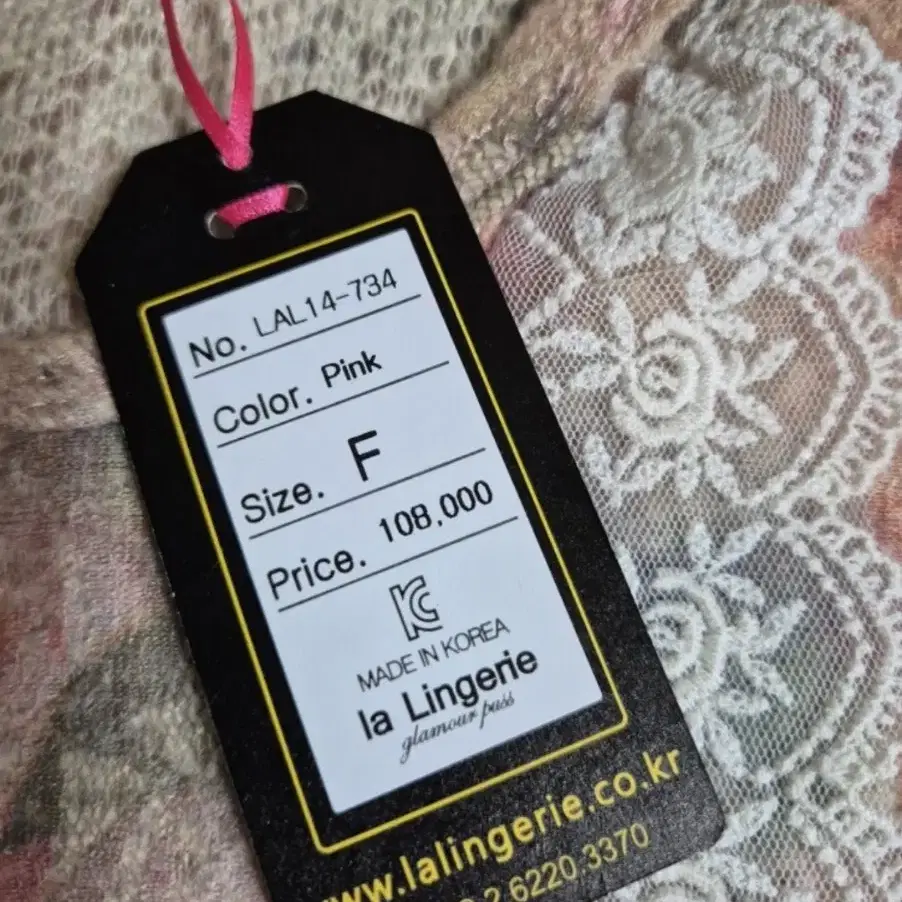 No. LAL14-734
Color. Pink
Size. F
Price. 108,000
KC
MADE IN KOREA
la Lingerie
glamour puss
www.lalingerie.co.kr
2.6220.3370